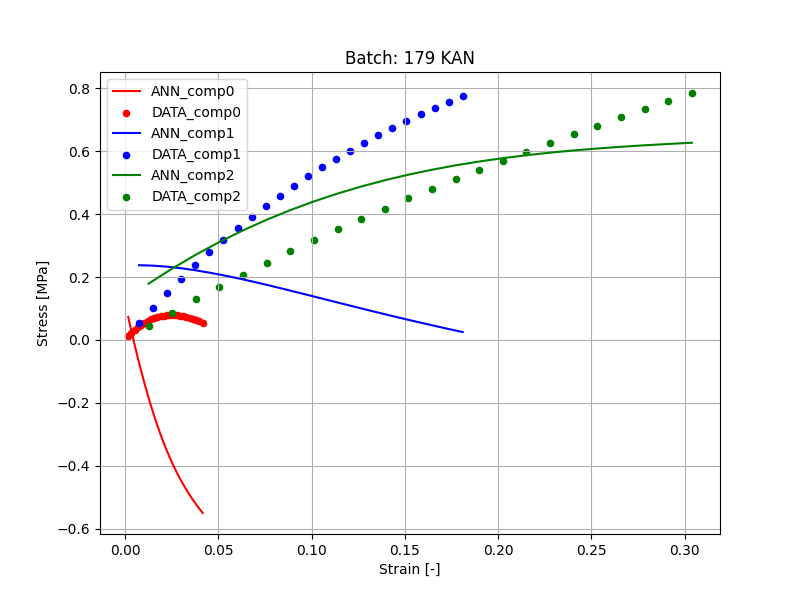 Batch: 179 KAN
ANN_comp0
DATA_comp0
ANN_comp1
DATA_comp1
ANN_comp2
DATA_comp2
Stress [MPa]
0.8
0.6
0.4
0.2
0.0
−0.2
−0.4
−0.6
0.00 0.05 0.10 0.15 0.20 0.25 0.30
Strain [-]